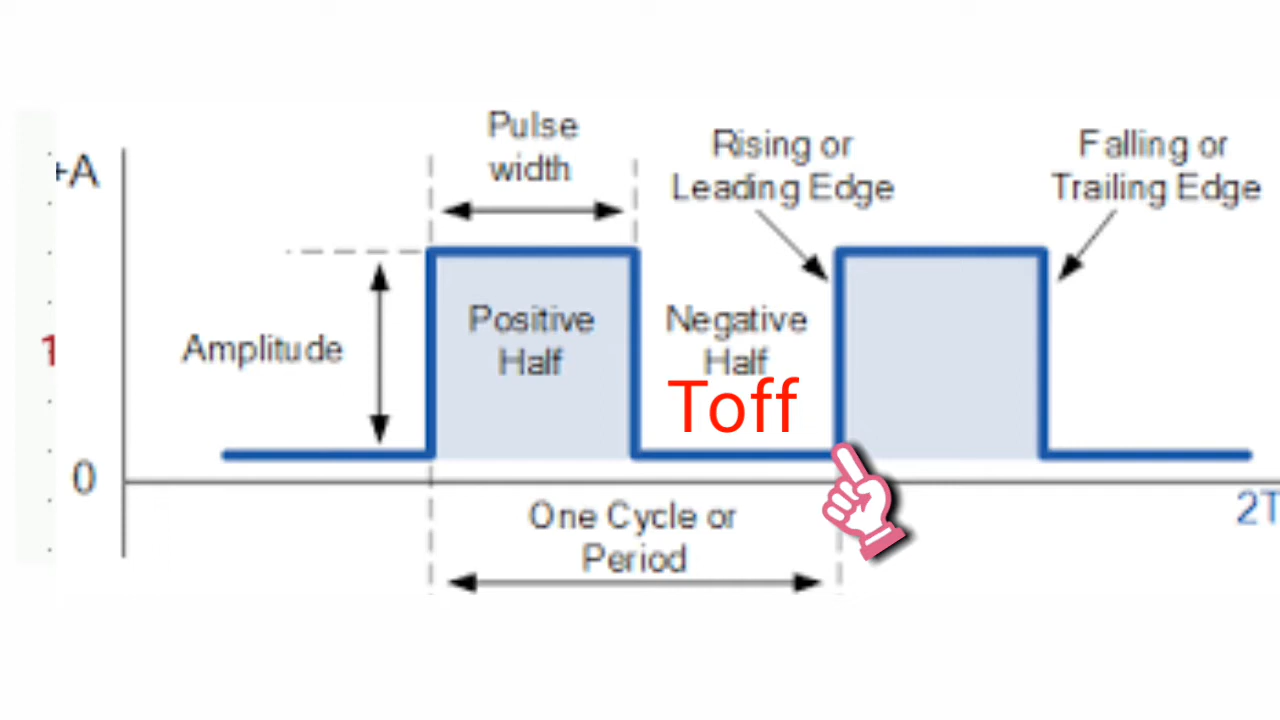 Pulse
width
Rising or
Leading Edge
Falling or
Trailing Edge
+A
Amplitude
Positive
Half
Negative
Half
Toff
1
0
One Cycle or
Period
2T